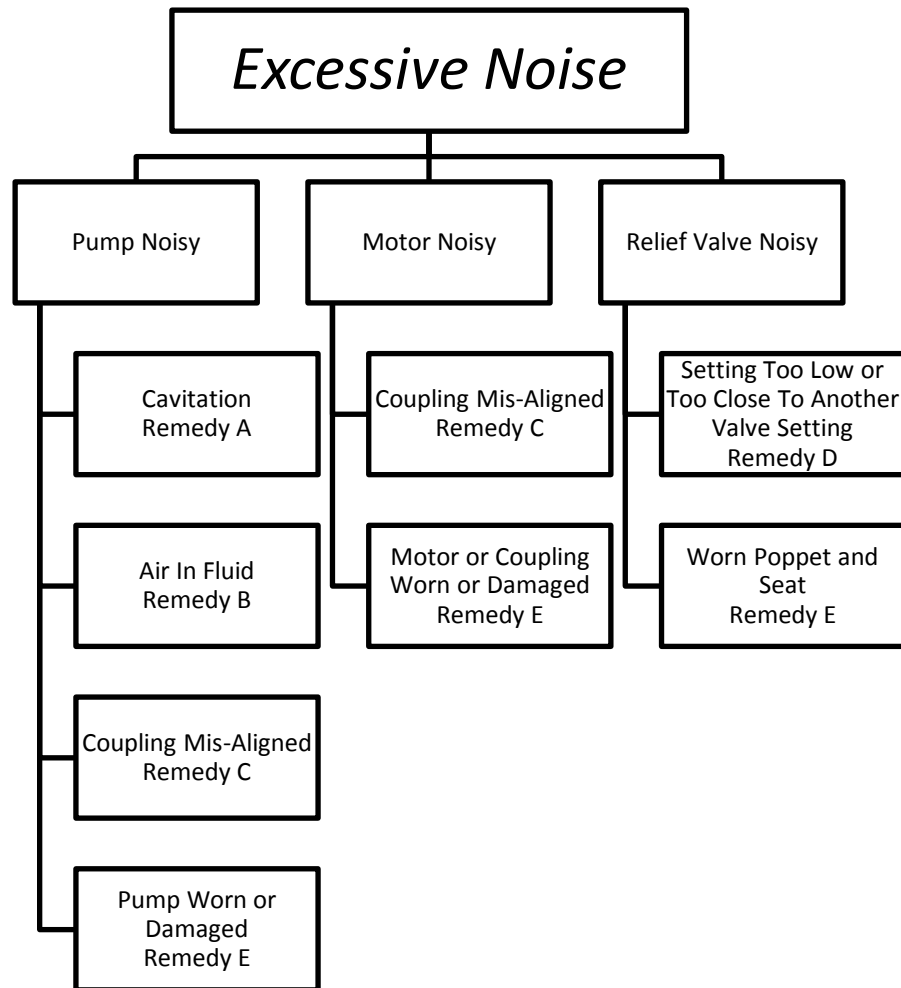 Excessive Noise
Pump Noisy
Motor Noisy
Relief Valve Noisy
Cavitation
Remedy A
Coupling Mis-Aligned
Remedy C
Setting Too Low or
Too Close To Another
Valve Setting
Remedy D
Air In Fluid
Remedy B
Motor or Coupling
Worn or Damaged
Remedy E
Worn Poppet and
Seat
Remedy E
Coupling Mis-Aligned
Remedy C
Pump Worn or
Damaged
Remedy E